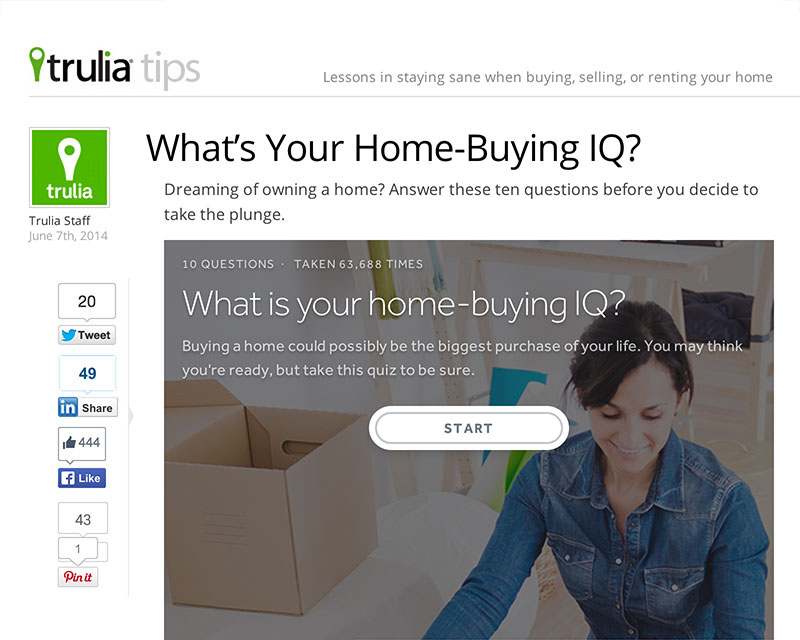 trulia tips
Lessons in staying sane when buying, selling, or renting your home
trulia
Trulia Staff
June 7th, 2014
What's Your Home-Buying IQ?
Dreaming of owning a home? Answer these ten questions before you decide to
take the plunge.
10 QUESTIONS · TAKEN 63,688 TIMES
What is your home-buying IQ?
Buying a home could possibly be the biggest purchase of your life. You may think
you're ready, but take this quiz to be sure.
START
20
Tweet
49
in Share
444
f Like
43
1
Pin it